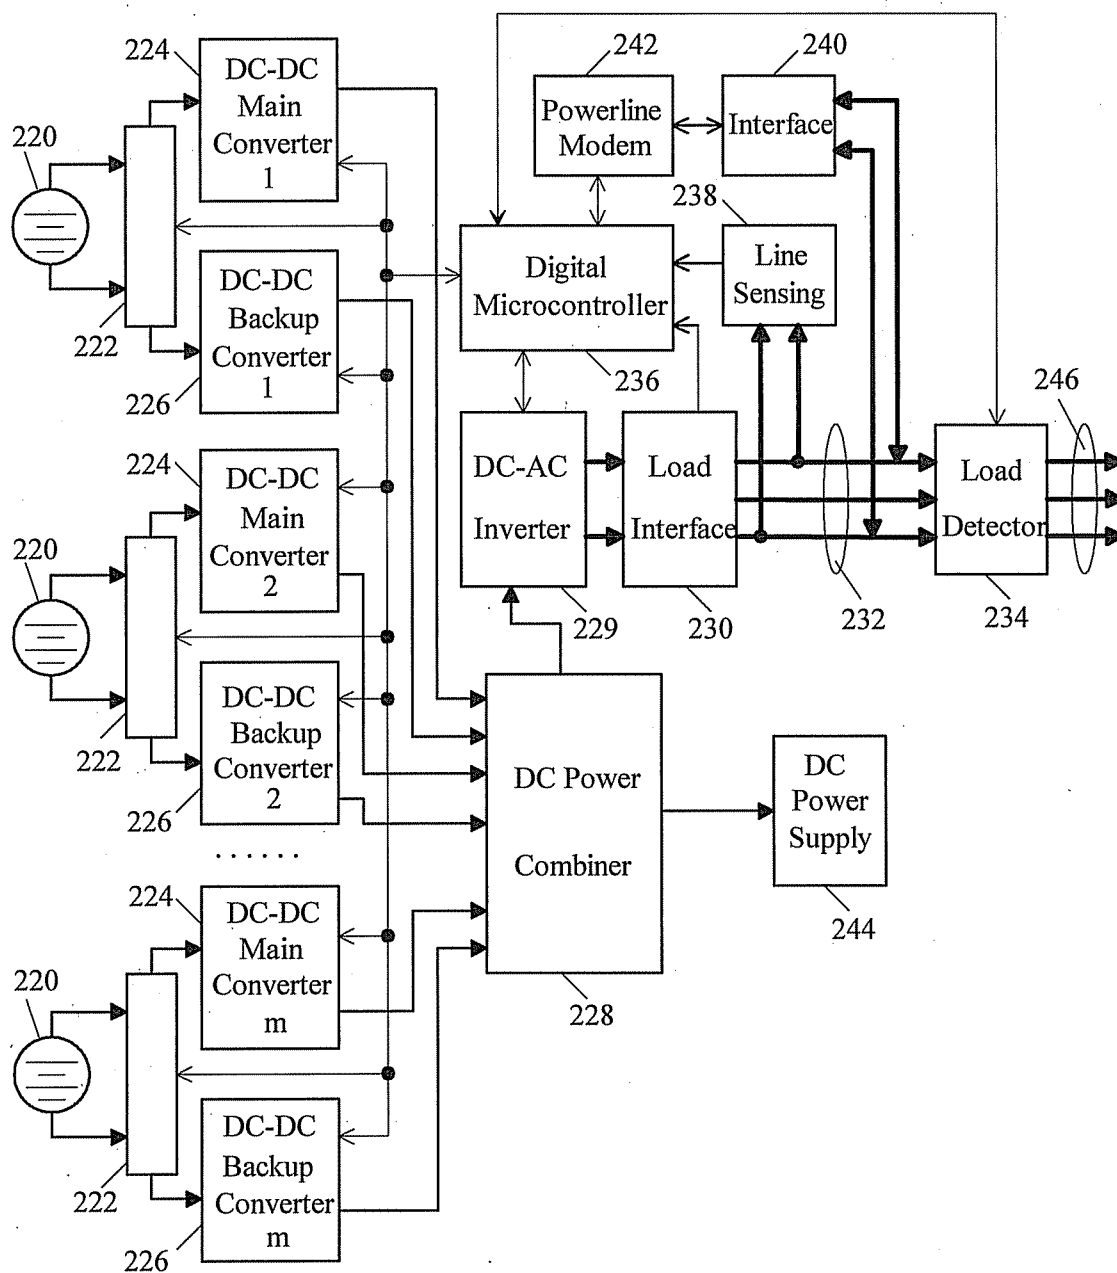 224
DC-DC
Main
Converter
1
220
222
DC-DC
Backup
Converter
1
226
242
Powerline
Modem
240
Interface
238
Line
Sensing
Digital
Microcontroller
236
DC-AC
Inverter
229
Load
Interface
230
232
Load
Detector
234
246
224
DC-DC
Main
Converter
2
220
222
DC-DC
Backup
Converter
2
226
......
DC Power
Combiner
228
DC
Power
Supply
244
224
DC-DC
Main
Converter
m
220
222
DC-DC
Backup
Converter
m
226